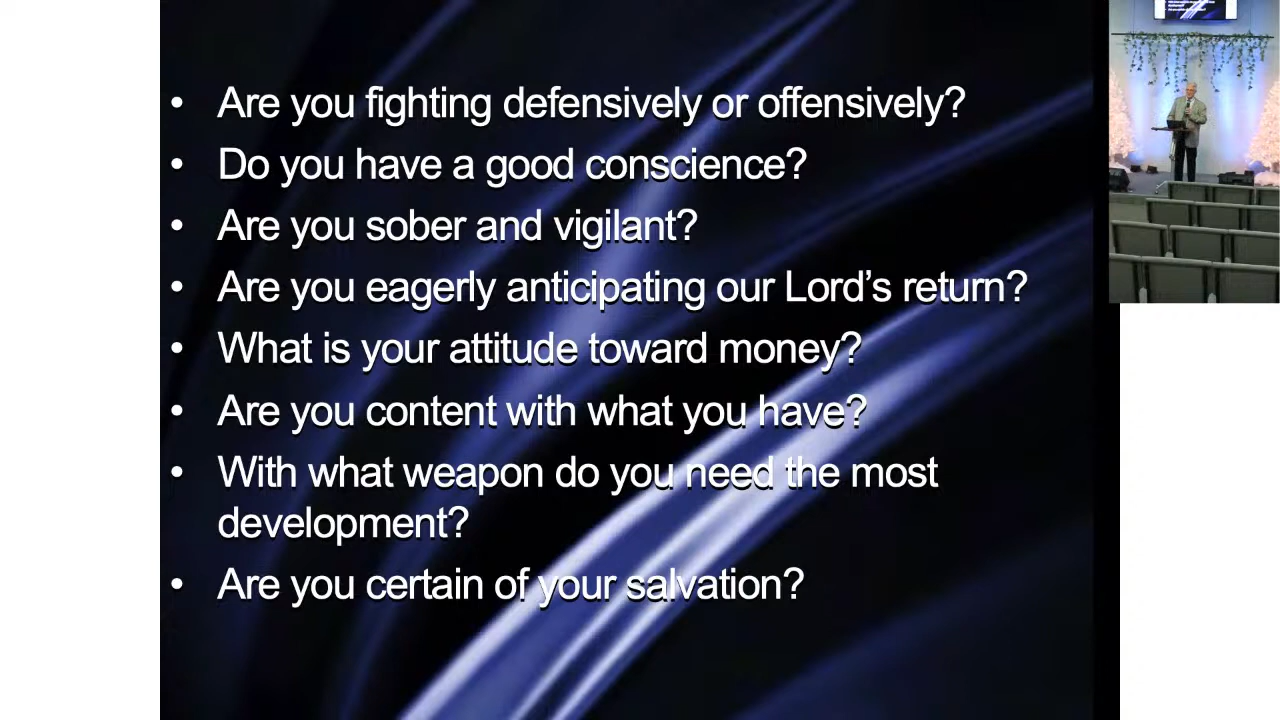 • Are you fighting defensively or offensively?
• Do you have a good conscience?
• Are you sober and vigilant?
• Are you eagerly anticipating our Lord’s return?
• What is your attitude toward money?
• Are you content with what you have?
• With what weapon do you need the most
development?
• Are you certain of your salvation?